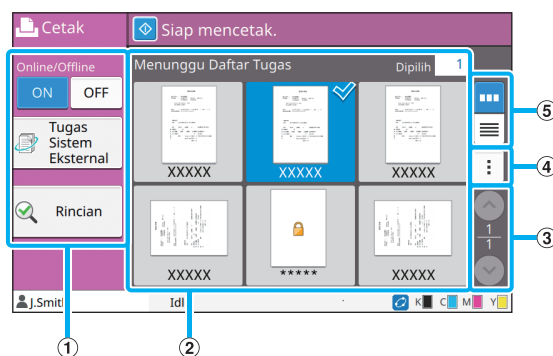 Cetak
Siap mencetak.
Online/Offline
ON OFF
Tugas
Sistem
Eksternal
Rincian
Menunggu Daftar Tugas
Dipilih 1
XXXXX XXXXX XXXXX
XXXXX ***** XXXXX
1
1
J.Smit
Idl
K C M Y
1
2
3
4
5